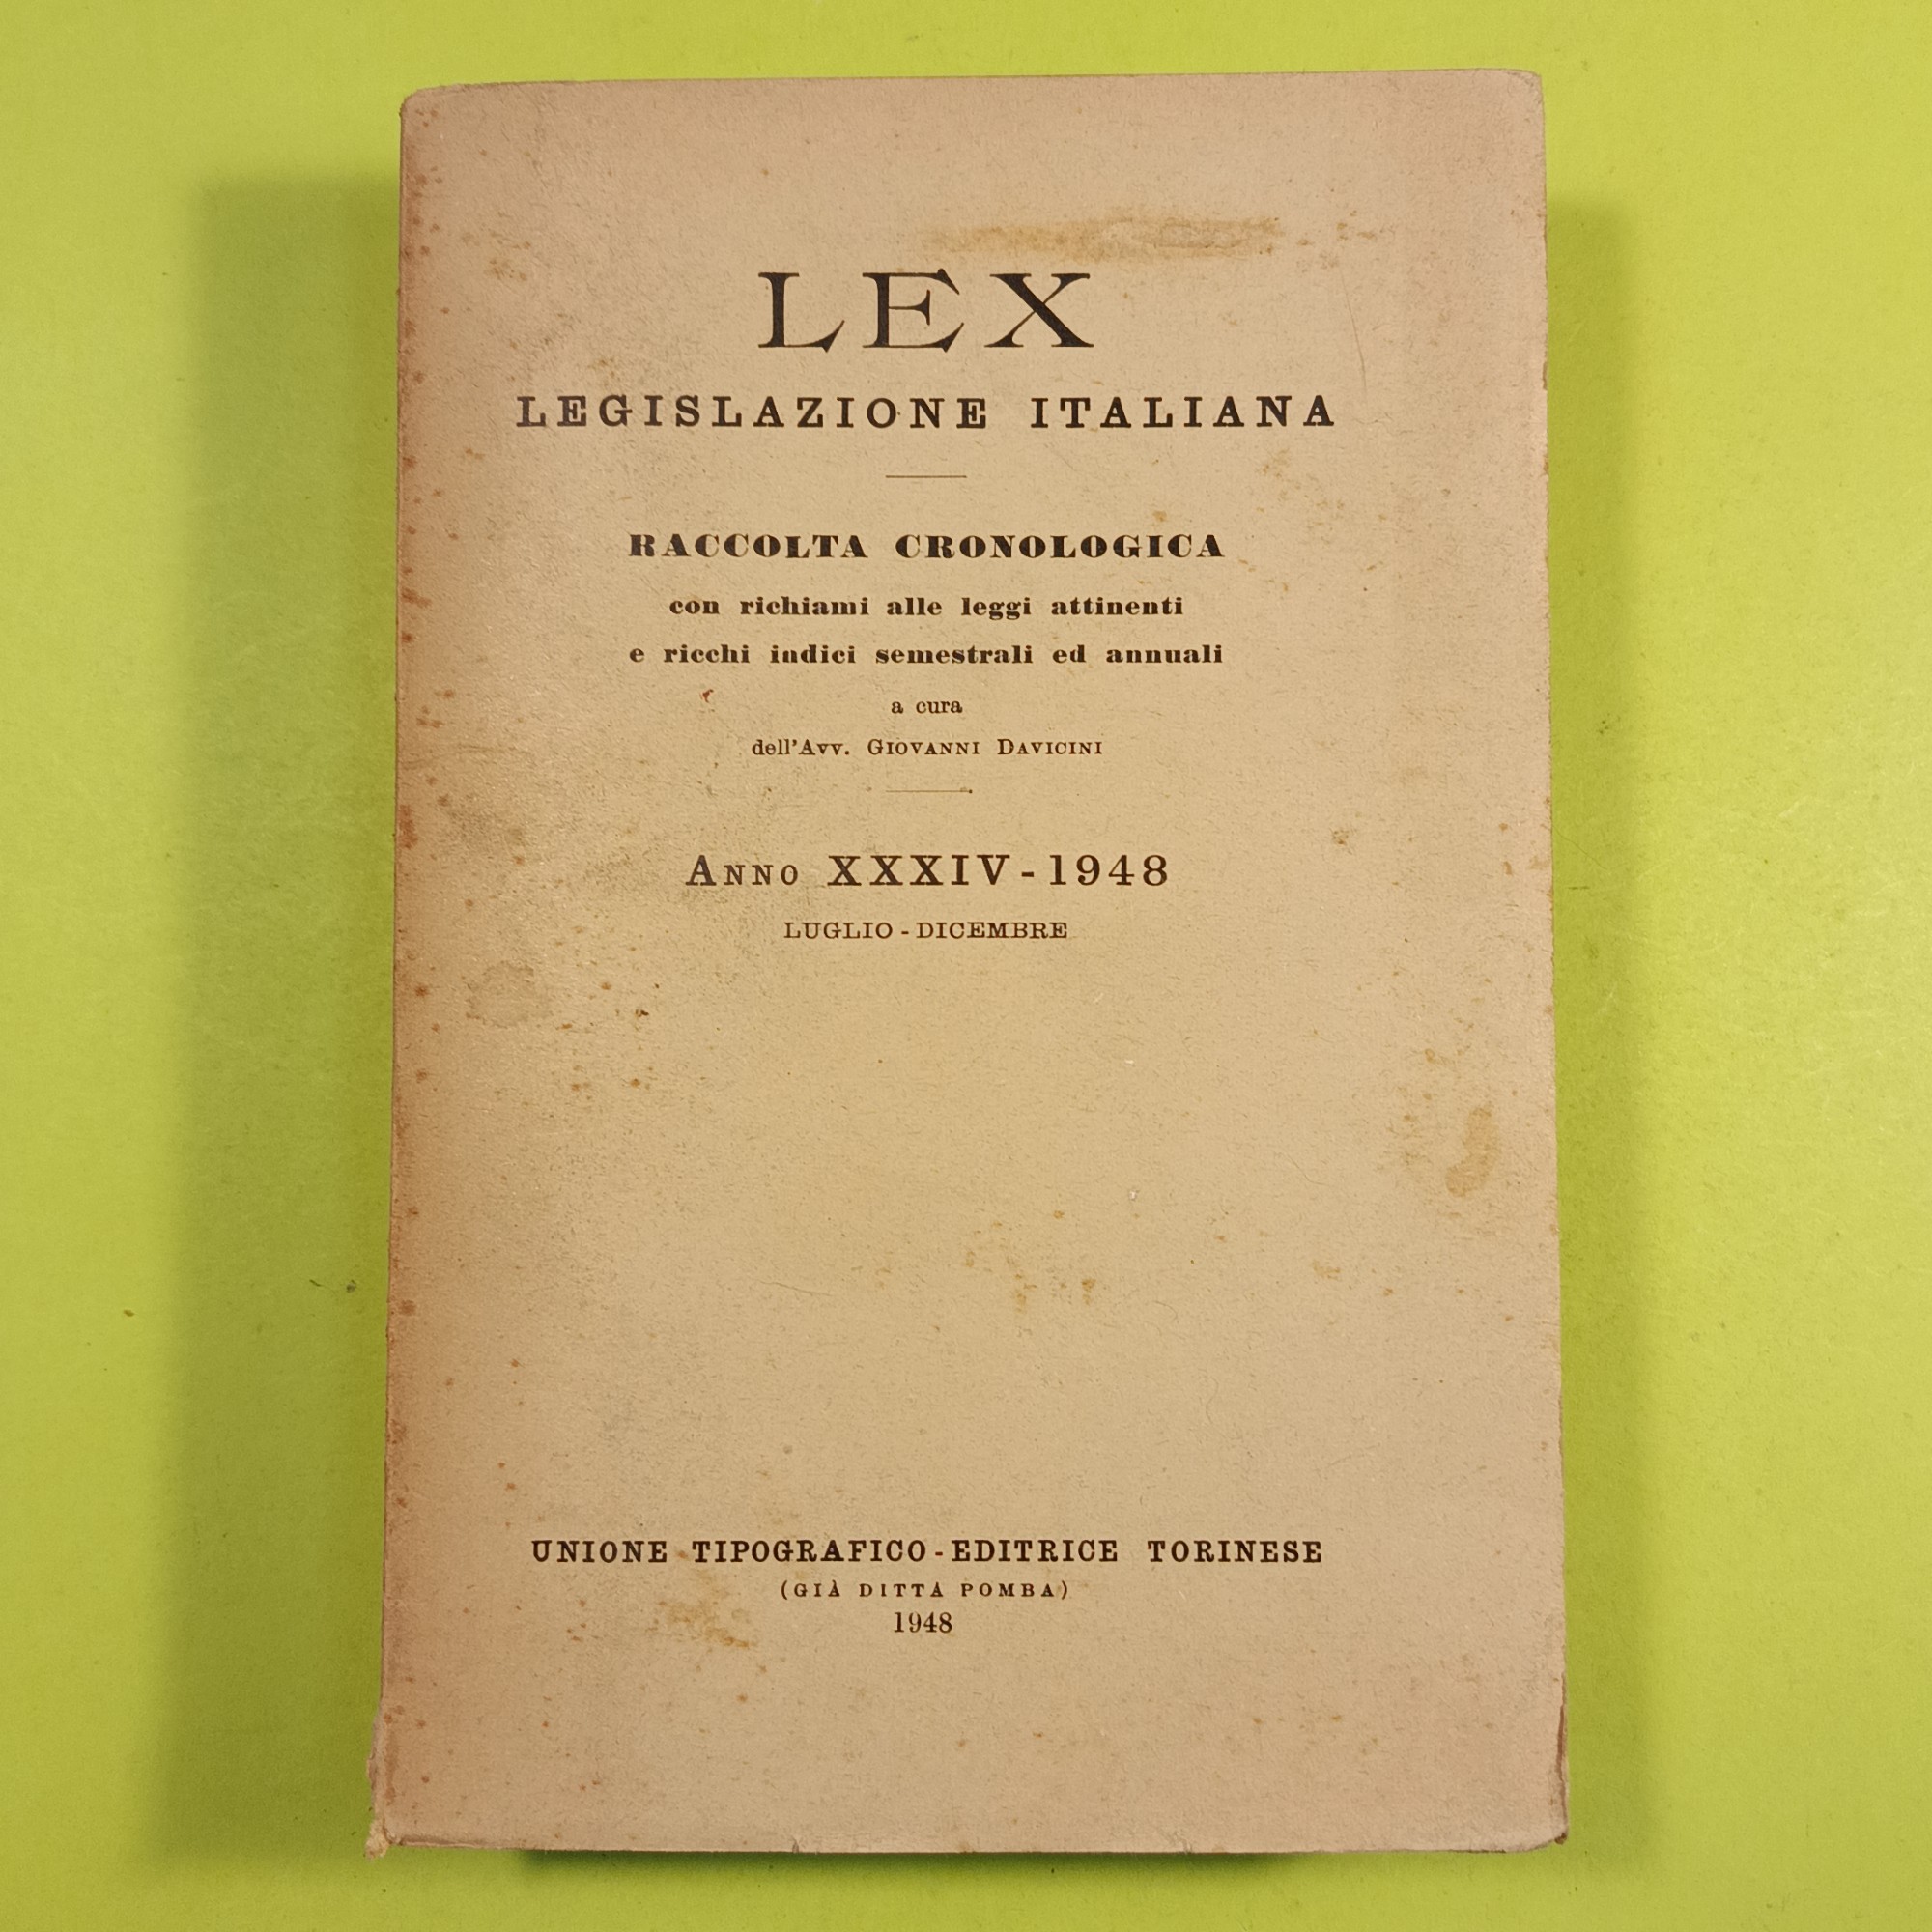 LEX
LEGISLAZIONE ITALIANA
RACCOLTA CRONOLOGICA
con richiami alle leggi attinenti
e ricchi indici semestrali ed annuali
a cura
dell'Avv. GIOVANNI DAVICINI
ANNO XXXIV - 1948
LUGLIO - DICEMBRE
UNIONE TIPOGRAFICO - EDITRICE TORINESE
(GIÀ DITTA POMBA)
1948